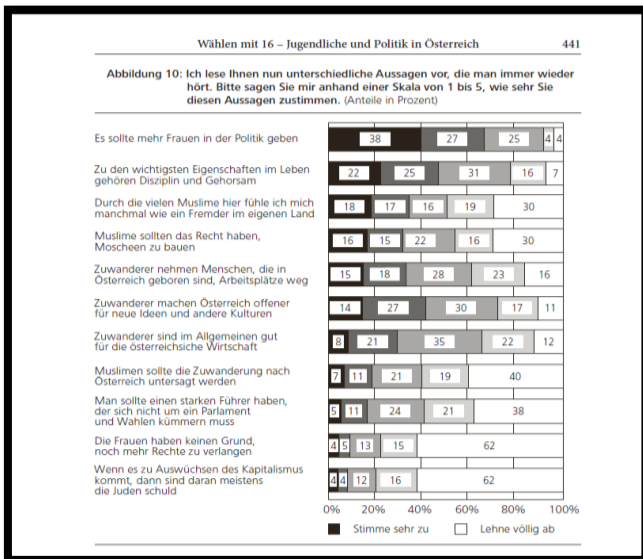 Wählen mit 16 – Jugendliche und Politik in Österreich 441
Abbildung 10: Ich lese Ihnen nun unterschiedliche Aussagen vor, die man immer wieder
hört. Bitte sagen Sie mir anhand einer Skala von 1 bis 5, wie sehr Sie
diesen Aussagen zustimmen. (Anteile in Prozent)
Es sollte mehr Frauen in der Politik geben 38 27 25 4 4
Zu den wichtigsten Eigenschaften im Leben
gehören Disziplin und Gehorsam 22 25 31 16 7
Durch die vielen Muslime hier fühle ich mich
manchmal wie ein Fremder im eigenen Land 18 17 16 19 30
Muslime sollten das Recht haben,
Moscheen zu bauen 16 15 22 16 30
Zuwanderer nehmen Menschen, die in
Österreich geboren sind, Arbeitsplätze weg 15 18 28 23 16
Zuwanderer machen Österreich offener
für neue Ideen und andere Kulturen 14 27 30 17 11
Zuwanderer sind im Allgemeinen gut
für die österreichsiche Wirtschaft 8 21 35 22 12
Muslimen sollte die Zuwanderung nach
Österreich untersagt werden 7 11 21 19 40
Man sollte einen starken Führer haben,
der sich nicht um ein Parlament
und Wahlen kümmern muss 5 11 24 21 38
Die Frauen haben keinen Grund,
noch mehr Rechte zu verlangen 4 5 13 15 62
Wenn es zu Auswüchsen des Kapitalismus
kommt, dann sind daran meistens
die Juden schuld 4 4 12 16 62
0% 20% 40% 60% 80% 100%
Stimme sehr zu Lehne völlig ab